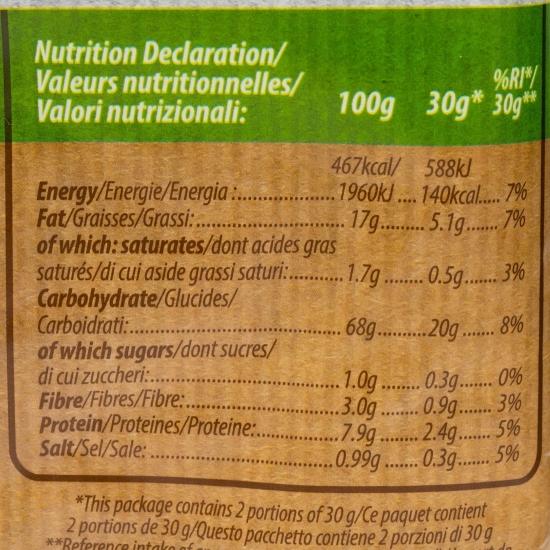 Nutrition Declaration/
Valeurs nutritionnelles/
Valori nutrizionali:
100g 30g* %RI*/
30g**
467kcal/ 588kJ
Energy/Energie/Energia :..... 1960kJ .... 140kcal..... 7%
Fat/Graisses/Grassi:..... 17g......... 5.1g....... 7%
of which: saturates/dont acides gras
saturés/di cui aside grassi saturi:..... 1.7g ........ 0.5g....... 3%
Carbohydrate/Glucides/
Carboidrati:..... 68g......... 20g ....... 8%
of which sugars/dont sucres/
di cui zuccheri:..... 1.0g ........ 0.3g....... 0%
Fibre/Fibres/Fibre:..... 3.0g ........ 0.9g....... 3%
Protein/Proteines/Proteine:..... 7.9g ........ 2.4g....... 5%
Salt/Sel/Sale: ..... 0.99g ....... 0.3g....... 5%
*This package contains 2 portions of 30 g/Ce paquet contient
2 portions de 30 g/Questo pacchetto contiene 2 porzioni di 30 g
**Reference intake of an